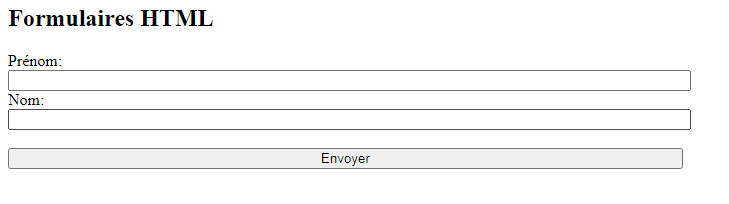 Formulaires HTML
Prénom:
Nom:
Envoyer